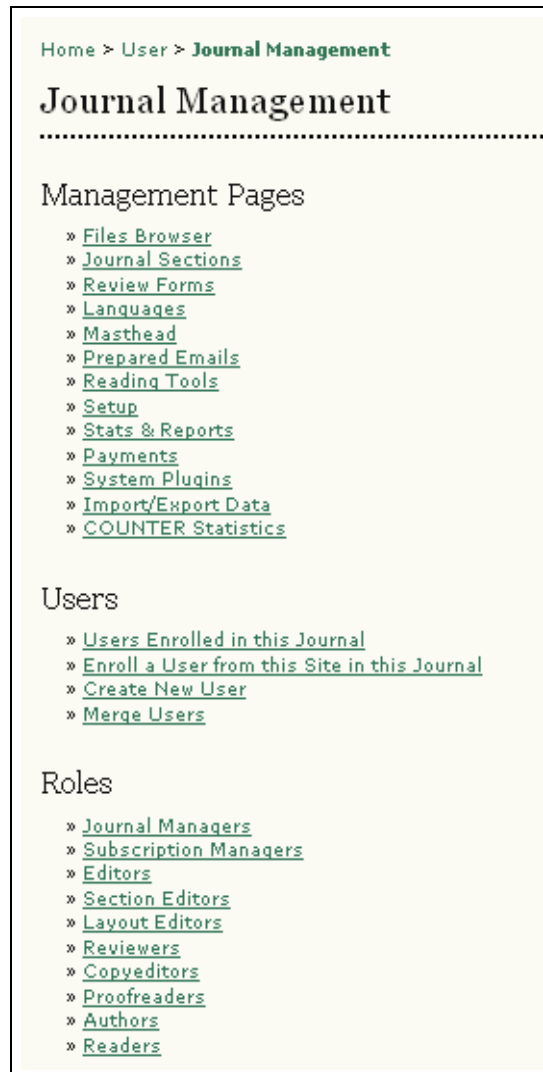 Home > User > Journal Management
Journal Management
Management Pages
» Files Browser
» Journal Sections
» Review Forms
» Languages
» Masthead
» Prepared Emails
» Reading Tools
» Setup
» Stats & Reports
» Payments
» System Plugins
» Import/Export Data
» COUNTER Statistics
Users
» Users Enrolled in this Journal
» Enroll a User from this Site in this Journal
» Create New User
» Merge Users
Roles
» Journal Managers
» Subscription Managers
» Editors
» Section Editors
» Layout Editors
» Reviewers
» Copyeditors
» Proofreaders
» Authors
» Readers